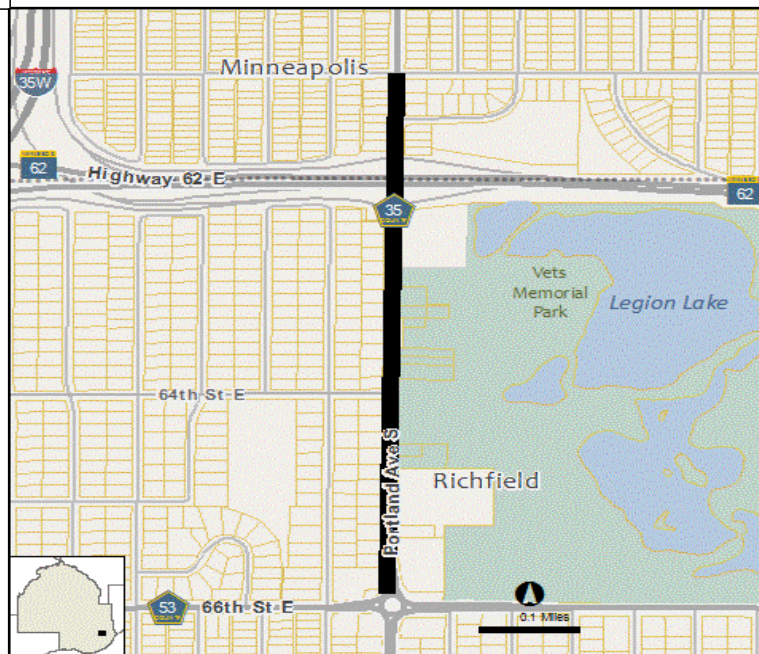 Minneapolis
35W
62
Highway 62 E
62
35
Vets
Memorial
Park
Legion Lake
64th St E
Portland Ave S
Richfield
53
66th St E
0.1 Miles